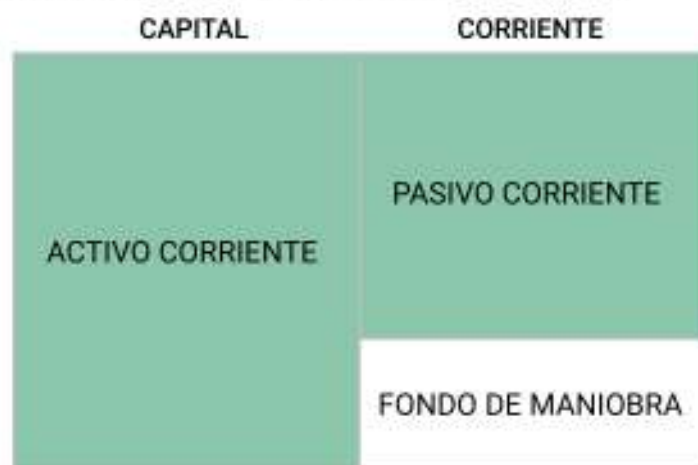 CAPITAL CORRIENTE
ACTIVO CORRIENTE
PASIVO CORRIENTE
FONDO DE MANIOBRA